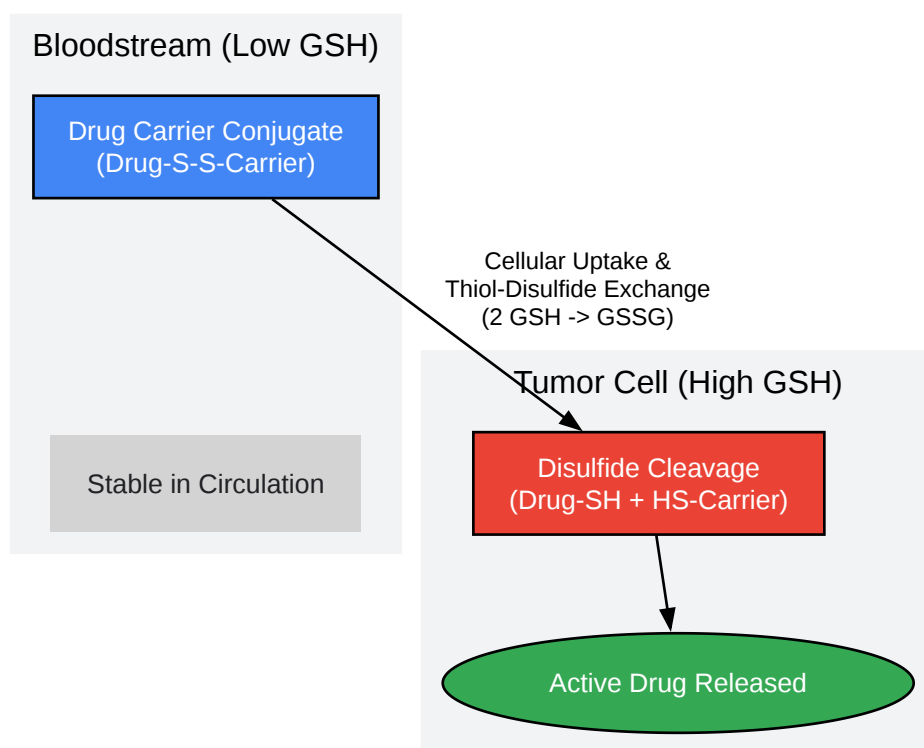 Bloodstream (Low GSH)
Drug Carrier Conjugate
(Drug-S-S-Carrier)
Cellular Uptake &
Thiol-Disulfide Exchange
(2 GSH -> GSSG)
Tumor Cell (High GSH)
Stable in Circulation
Disulfide Cleavage
(Drug-SH + HS-Carrier)
Active Drug Released